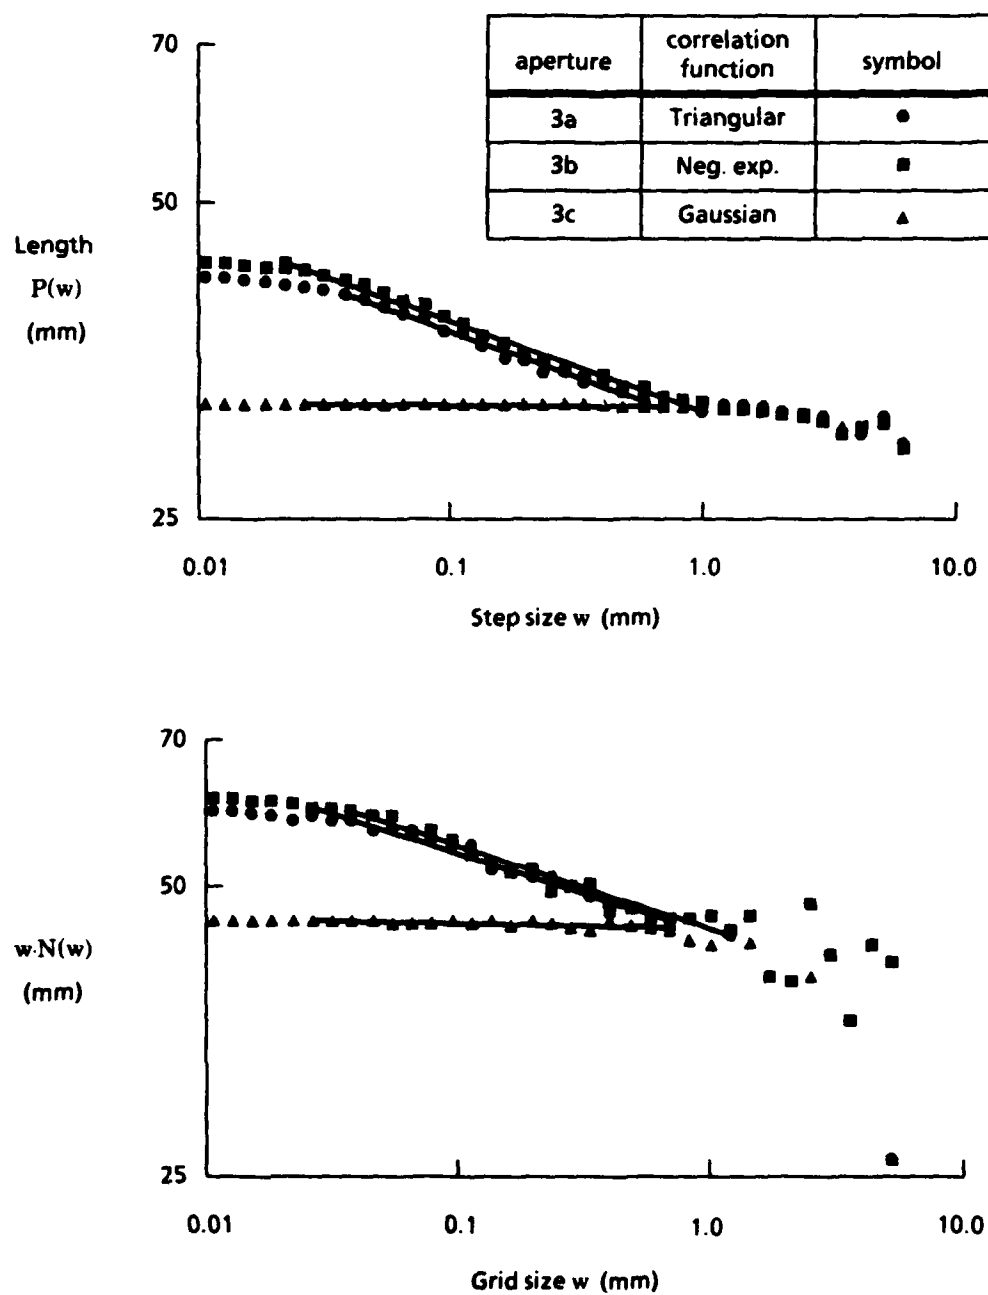 70
50
25
Length
P(w)
(mm)
aperture correlation function symbol
3a Triangular ●
3b Neg. exp. ■
3c Gaussian ▲
0.01 0.1 1.0 10.0
Step size w (mm)
70
50
25
w·N(w)
(mm)
0.01 0.1 1.0 10.0
Grid size w (mm)